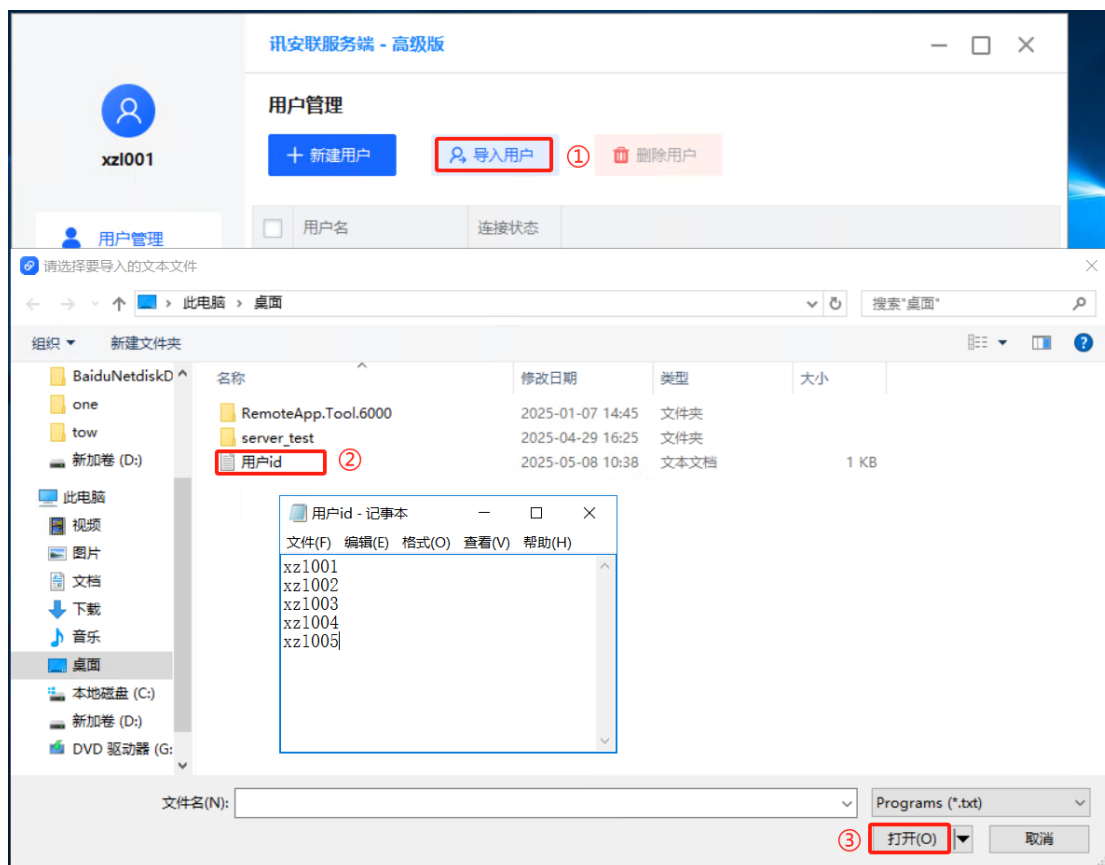 讯安联服务端 - 高级版
xzl001
用户管理
新建用户
导入用户
①
删除用户
用户管理
用户名 连接状态
请选择要导入的文本文件
此电脑 › 桌面
搜索"桌面"
组织 新建文件夹
BaiduNetdiskD
one
tow
新加卷 (D:)
此电脑
视频
图片
文档
下载
音乐
桌面
本地磁盘 (C:)
新加卷 (D:)
DVD 驱动器 (G:
名称 修改日期 类型 大小
RemoteApp.Tool.6000 2025-01-07 14:45 文件夹
server_test 2025-04-29 16:25 文件夹
用户id ② 2025-05-08 10:38 文本文档 1 KB
用户id - 记事本
文件(F) 编辑(E) 格式(O) 查看(V) 帮助(H)
xzl001
xzl002
xzl003
xzl004
xzl005
文件名(N):
Programs (*.txt)
③ 打开(O) 取消